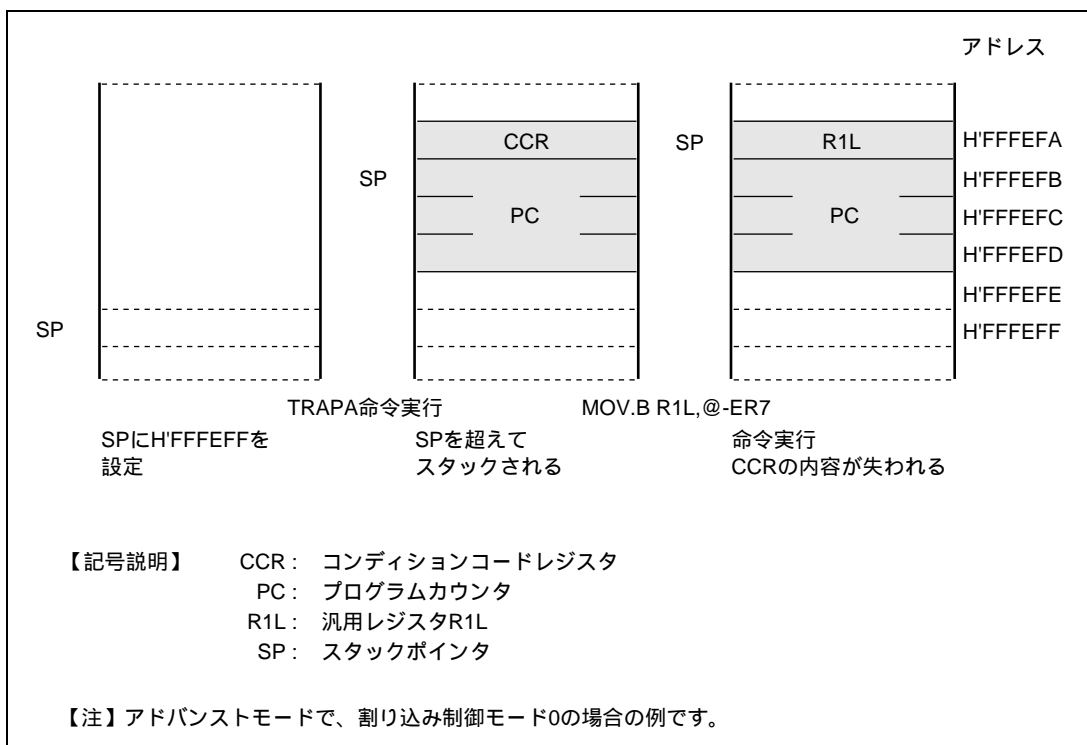 アドレス
CCR
SP
R1L
H'FFFEFA
SP
H'FFFEFB
PC
PC
H'FFFEFC
H'FFFEFD
H'FFFEFE
SP
H'FFFEFF
TRAPA命令実行
MOV.B R1L,@-ER7
SPにH'FFFEFFを
設定
SPを超えて
スタックされる
命令実行
CCRの内容が失われる
【記号説明】 CCR : コンディションコードレジスタ
PC : プログラムカウンタ
R1L : 汎用レジスタR1L
SP : スタックポインタ
【注】アドバンストモードで、割り込み制御モード0の場合の例です。